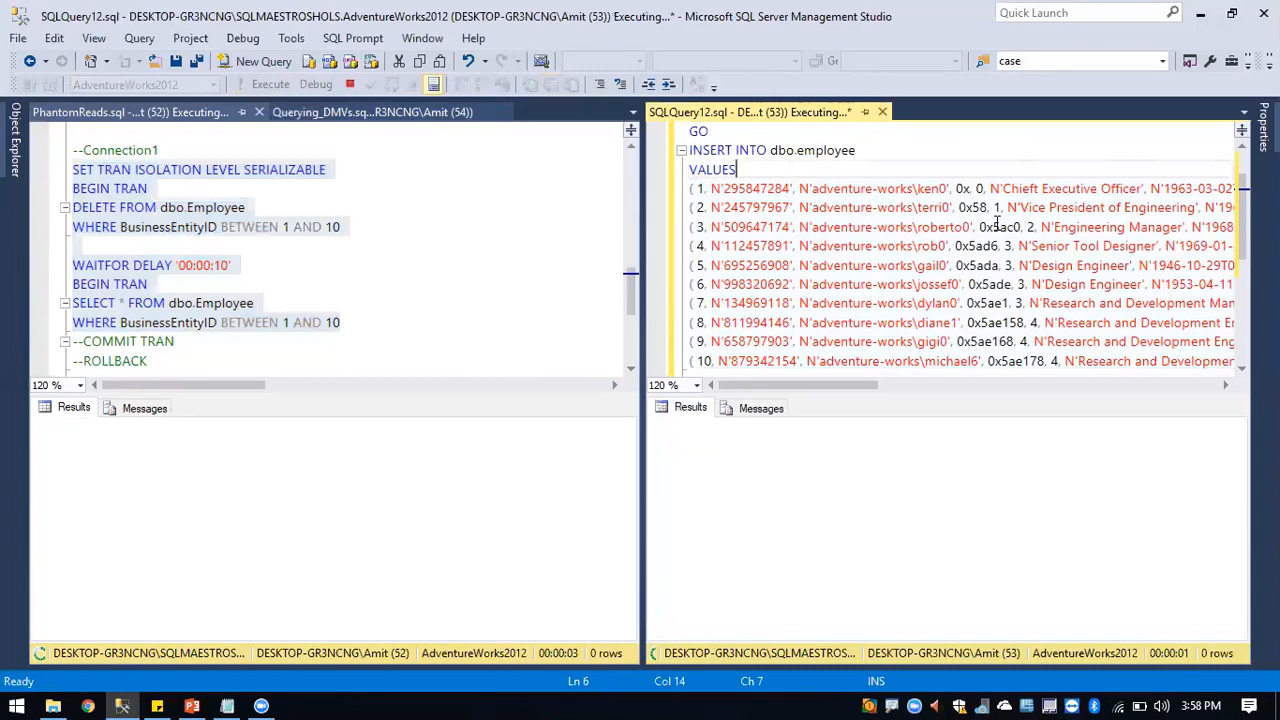 SQLQuery12.sql - DESKTOP-GR3NCNG\SQLMAESTROSHOLS.AdventureWorks2012 (DESKTOP-GR3NCNG\Amit (53)) Executing...* - Microsoft SQL Server Management Studio
Quick Launch
File Edit View Query Project Debug Tools SQL Prompt Window Help
New Query
case
AdventureWorks2012
Execute Debug
Object Explorer
PhantomReads.sql -...t (52)) Executing...
Querying_DMVs.sq...R3NCNG\Amit (54))
SQLQuery12.sql - DE...t (53)) Executing...*
Properties
--Connection1
SET TRAN ISOLATION LEVEL SERIALIZABLE
BEGIN TRAN
DELETE FROM dbo.Employee
WHERE BusinessEntityID BETWEEN 1 AND 10
WAITFOR DELAY '00:00:10'
BEGIN TRAN
SELECT * FROM dbo.Employee
WHERE BusinessEntityID BETWEEN 1 AND 10
--COMMIT TRAN
--ROLLBACK
120 %
Results Messages
GO
INSERT INTO dbo.employee
VALUES
( 1, N'295847284', N'adventure-works\ken0', 0x, 0, N'Chieft Executive Officer', N'1963-03-02
( 2, N'245797967', N'adventure-works\terri0', 0x58, 1, N'Vice President of Engineering', N'19
( 3, N'509647174', N'adventure-works\roberto0', 0x5ac0, 2, N'Engineering Manager', N'1968
( 4, N'112457891', N'adventure-works\rob0', 0x5ad6, 3, N'Senior Tool Designer', N'1969-01-
( 5, N'695256908', N'adventure-works\gail0', 0x5ada, 3, N'Design Engineer', N'1946-10-29T0
( 6, N'998320692', N'adventure-works\jossef0', 0x5ade, 3, N'Design Engineer', N'1953-04-11
( 7, N'134969118', N'adventure-works\dylan0', 0x5ae1, 3, N'Research and Development Man
( 8, N'811994146', N'adventure-works\diane1', 0x5ae158, 4, N'Research and Development En
( 9, N'658797903', N'adventure-works\gigi0', 0x5ae168, 4, N'Research and Development Eng
( 10, N'879342154', N'adventure-works\michael6', 0x5ae178, 4, N'Research and Developmen
120 %
Results Messages
DESKTOP-GR3NCNG\SQLMAESTROS... DESKTOP-GR3NCNG\Amit (52) AdventureWorks2012 00:00:03 0 rows
DESKTOP-GR3NCNG\SQLMAESTROS... DESKTOP-GR3NCNG\Amit (53) AdventureWorks2012 00:00:01 0 rows
Ready Ln 6 Col 14 Ch 7 INS
3:58 PM